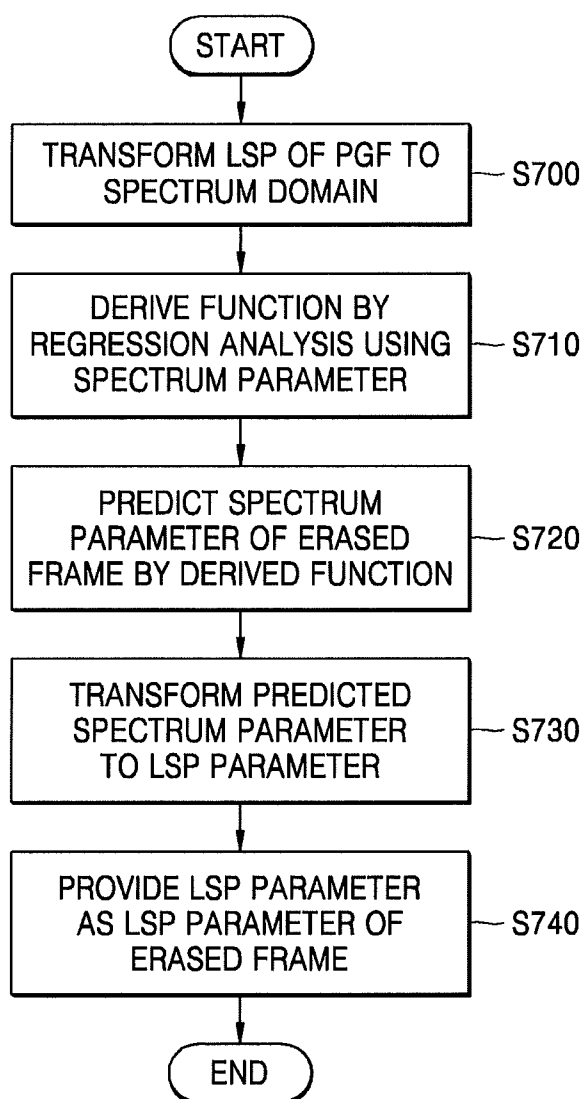 START
TRANSFORM LSP OF PGF TO
SPECTRUM DOMAIN
S700
DERIVE FUNCTION BY
REGRESSION ANALYSIS USING
SPECTRUM PARAMETER
S710
PREDICT SPECTRUM
PARAMETER OF ERASED
FRAME BY DERIVED FUNCTION
S720
TRANSFORM PREDICTED
SPECTRUM PARAMETER
TO LSP PARAMETER
S730
PROVIDE LSP PARAMETER
AS LSP PARAMETER OF
ERASED FRAME
S740
END